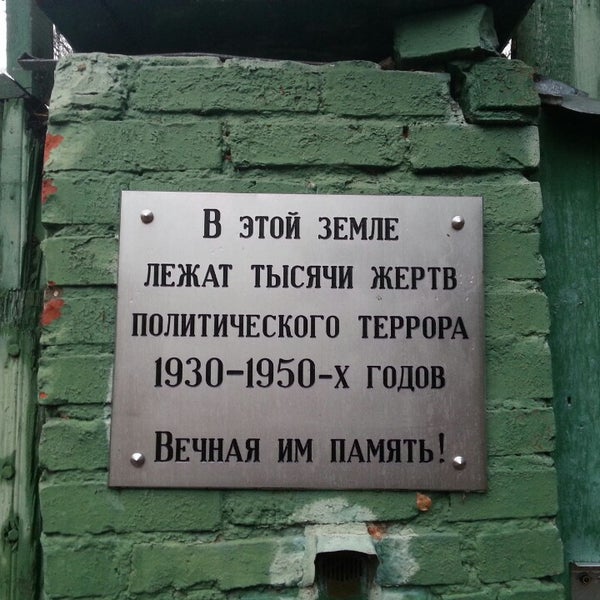 В ЭТОЙ ЗЕМЛЕ
ЛЕЖАТ ТЫСЯЧИ ЖЕРТВ
ПОЛИТИЧЕСКОГО ТЕРРОРА
1930–1950-Х ГОДОВ
ВЕЧНАЯ ИМ ПАМЯТЬ!